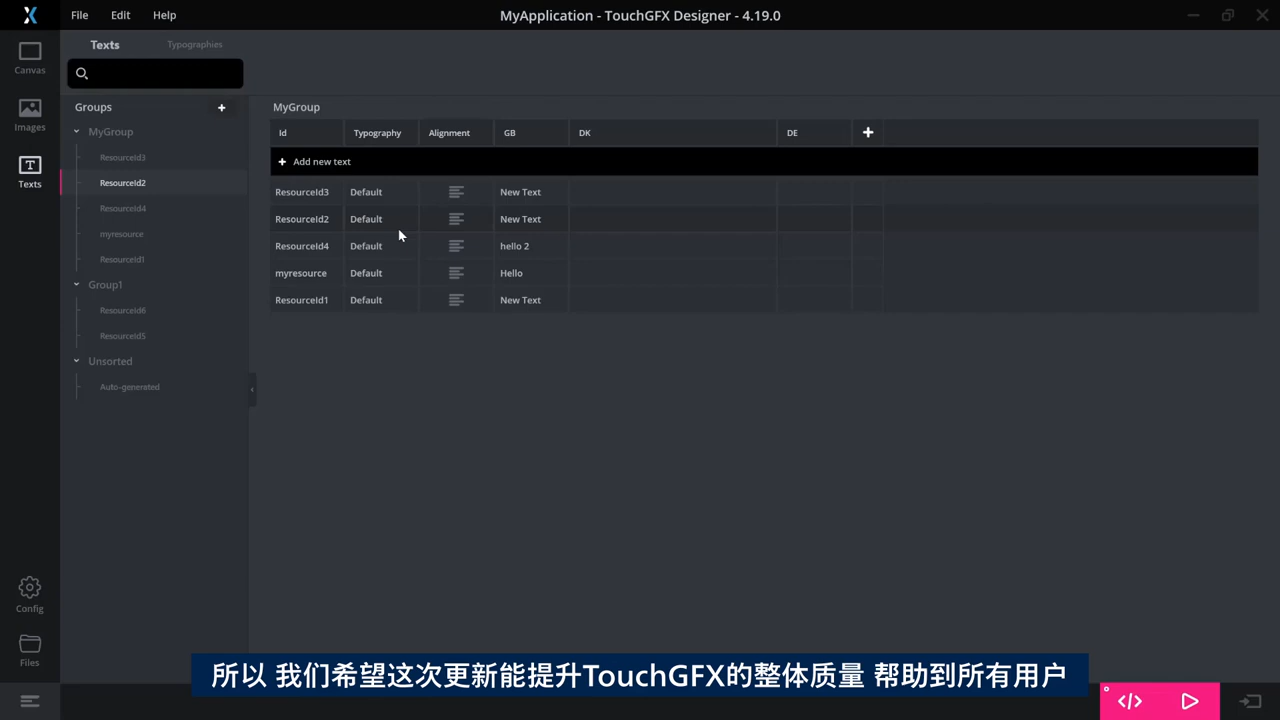 File Edit Help
MyApplication - TouchGFX Designer - 4.19.0
Canvas
Images
Texts
Config
Files
Texts Typographies
Groups +
MyGroup
ResourceId3
ResourceId2
ResourceId4
myresource
ResourceId1
Group1
ResourceId6
ResourceId5
Unsorted
Auto-generated
MyGroup
Id Typography Alignment GB DK DE +
+ Add new text
ResourceId3 Default New Text
ResourceId2 Default New Text
ResourceId4 Default hello 2
myresource Default Hello
ResourceId1 Default New Text
所以 我们希望这次更新能提升TouchGFX的整体质量 帮助到所有用户